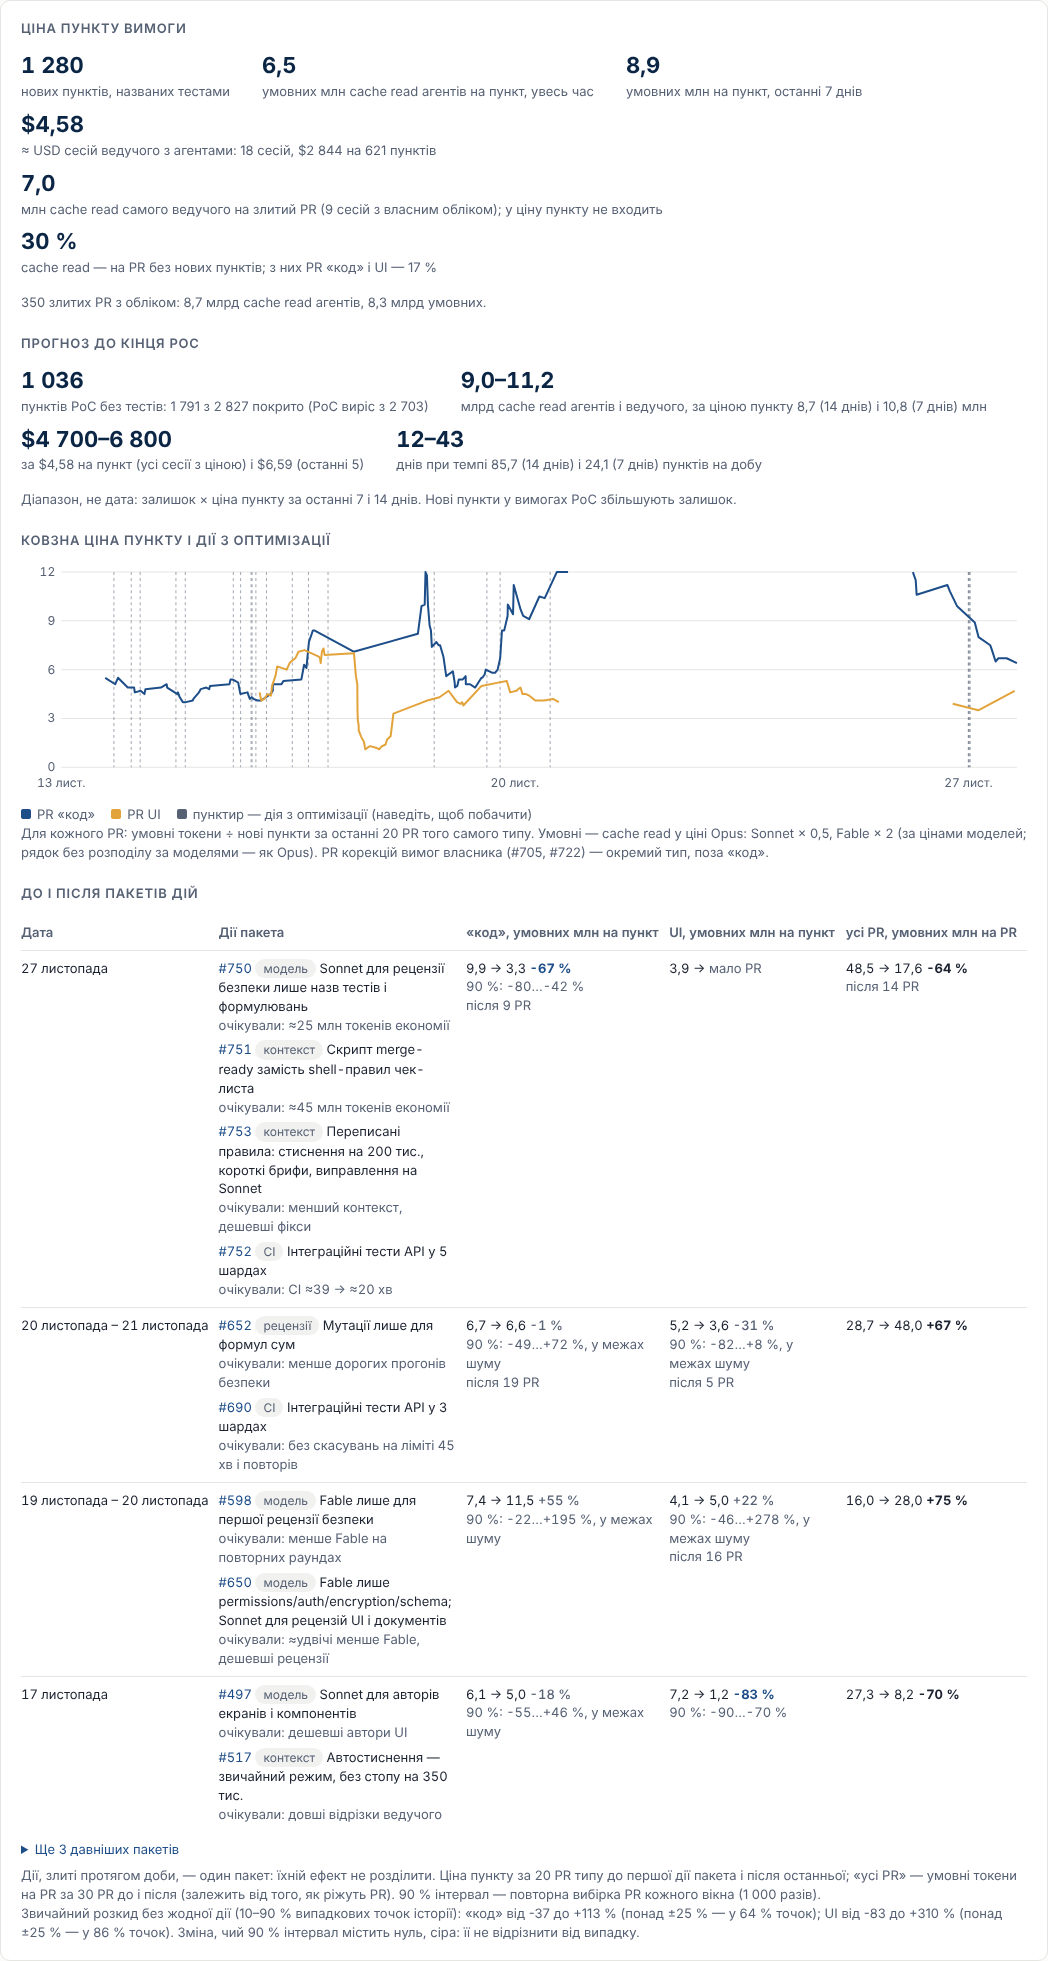 ЦІНА ПУНКТУ ВИМОГИ
1 280
нових пунктів, названих тестами
6,5
умовних млн cache read агентів на пункт, увесь час
8,9
умовних млн на пункт, останні 7 днів
$4,58
≈ USD сесій ведучого з агентами: 18 сесій, $2 844 на 621 пунктів
7,0
млн cache read самого ведучого на злитий PR (9 сесій з власним обліком); у ціну пункту не входить
30 %
cache read — на PR без нових пунктів; з них PR «код» і UI — 17 %
350 злитих PR з обліком: 8,7 млрд cache read агентів, 8,3 млрд умовних.
ПРОГНОЗ ДО КІНЦЯ POC
1 036
пунктів PoC без тестів: 1 791 з 2 827 покрито (PoC виріс з 2 703)
9,0–11,2
млрд cache read агентів і ведучого, за ціною пункту 8,7 (14 днів) і 10,8 (7 днів) млн
$4 700–6 800
за $4,58 на пункт (усі сесії з ціною) і $6,59 (останні 5)
12–43
днів при темпі 85,7 (14 днів) і 24,1 (7 днів) пунктів на добу
Діапазон, не дата: залишок × ціна пункту за останні 7 і 14 днів. Нові пункти у вимогах PoC збільшують залишок.
КОВЗНА ЦІНА ПУНКТУ І ДІЇ З ОПТИМІЗАЦІЇ
12
9
6
3
0
13 лист.
20 лист.
27 лист.
PR «код»
PR UI
пунктир — дія з оптимізації (наведіть, щоб побачити)
Для кожного PR: умовні токени ÷ нові пункти за останні 20 PR того самого типу. Умовні — cache read у ціні Opus: Sonnet × 0,5, Fable × 2 (за цінами моделей;
рядок без розподілу за моделями — як Opus). PR корекцій вимог власника (#705, #722) — окремий тип, поза «код».
ДО І ПІСЛЯ ПАКЕТІВ ДІЙ
Дата
Дії пакета
«код», умовних млн на пункт
UI, умовних млн на пункт
усі PR, умовних млн на PR
27 листопада
#750 модель Sonnet для рецензії
безпеки лише назв тестів і
формулювань
очікували: ≈25 млн токенів економії
#751 контекст Скрипт merge-
ready замість shell-правил чек-
листа
очікували: ≈45 млн токенів економії
#753 контекст Переписані
правила: стиснення на 200 тис.,
короткі брифи, виправлення на
Sonnet
очікували: менший контекст,
дешевші фікси
#752 CI Інтеграційні тести API у 5
шардах
очікували: CI ≈39 → ≈20 хв
9,9 → 3,3 -67 %
90 %: -80…-42 %
після 9 PR
3,9 → мало PR
48,5 → 17,6 -64 %
після 14 PR
20 листопада – 21 листопада
#652 рецензії Мутації лише для
формул сум
очікували: менше дорогих прогонів
безпеки
#690 CI Інтеграційні тести API у 3
шардах
очікували: без скасувань на ліміті 45
хв і повторів
6,7 → 6,6 -1 %
90 %: -49…+72 %, у межах
шуму
після 19 PR
5,2 → 3,6 -31 %
90 %: -82…+8 %, у
межах шуму
після 5 PR
28,7 → 48,0 +67 %
19 листопада – 20 листопада
#598 модель Fable лише для
першої рецензії безпеки
очікували: менше Fable на
повторних раундах
#650 модель Fable лише
permissions/auth/encryption/schema;
Sonnet для рецензій UI і документів
очікували: ≈удвічі менше Fable,
дешевші рецензії
7,4 → 11,5 +55 %
90 %: -22…+195 %, у межах
шуму
4,1 → 5,0 +22 %
90 %: -46…+278 %, у
межах шуму
після 16 PR
16,0 → 28,0 +75 %
17 листопада
#497 модель Sonnet для авторів
екранів і компонентів
очікували: дешевші автори UI
#517 контекст Автостиснення —
звичайний режим, без стопу на 350
тис.
очікували: довші відрізки ведучого
6,1 → 5,0 -18 %
90 %: -55…+46 %, у межах
шуму
7,2 → 1,2 -83 %
90 %: -90…-70 %
27,3 → 8,2 -70 %
▶ Ще 3 давніших пакетів
Дії, злиті протягом доби, — один пакет: їхній ефект не розділити. Ціна пункту за 20 PR типу до першої дії пакета і після останньої; «усі PR» — умовні токени
на PR за 30 PR до і після (залежить від того, як ріжуть PR). 90 % інтервал — повторна вибірка PR кожного вікна (1 000 разів).
Звичайний розкид без жодної дії (10–90 % випадкових точок історії): «код» від -37 до +113 % (понад ±25 % — у 64 % точок); UI від -83 до +310 % (понад
±25 % — у 86 % точок). Зміна, чий 90 % інтервал містить нуль, сіра: її не відрізнити від випадку.